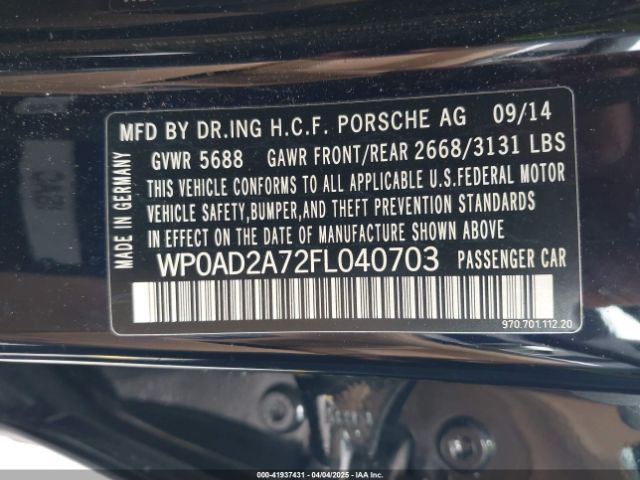 MFD BY DR.ING H.C.F. PORSCHE AG 09/14
GVWR 5688 GAWR FRONT/REAR 2668/3131 LBS
THIS VEHICLE CONFORMS TO ALL APPLICABLE U.S.FEDERAL MOTOR
VEHICLE SAFETY,BUMPER,AND THEFT PREVENTION STANDARDS
IN EFFECT ON THE DATE OF MANUFACTURE SHOWN ABOVE
WP0AD2A72FL040703 PASSENGER CAR
MADE IN GERMANY
970.701.112.20
00-41937431 - 04/04/2025 - IAA Inc.